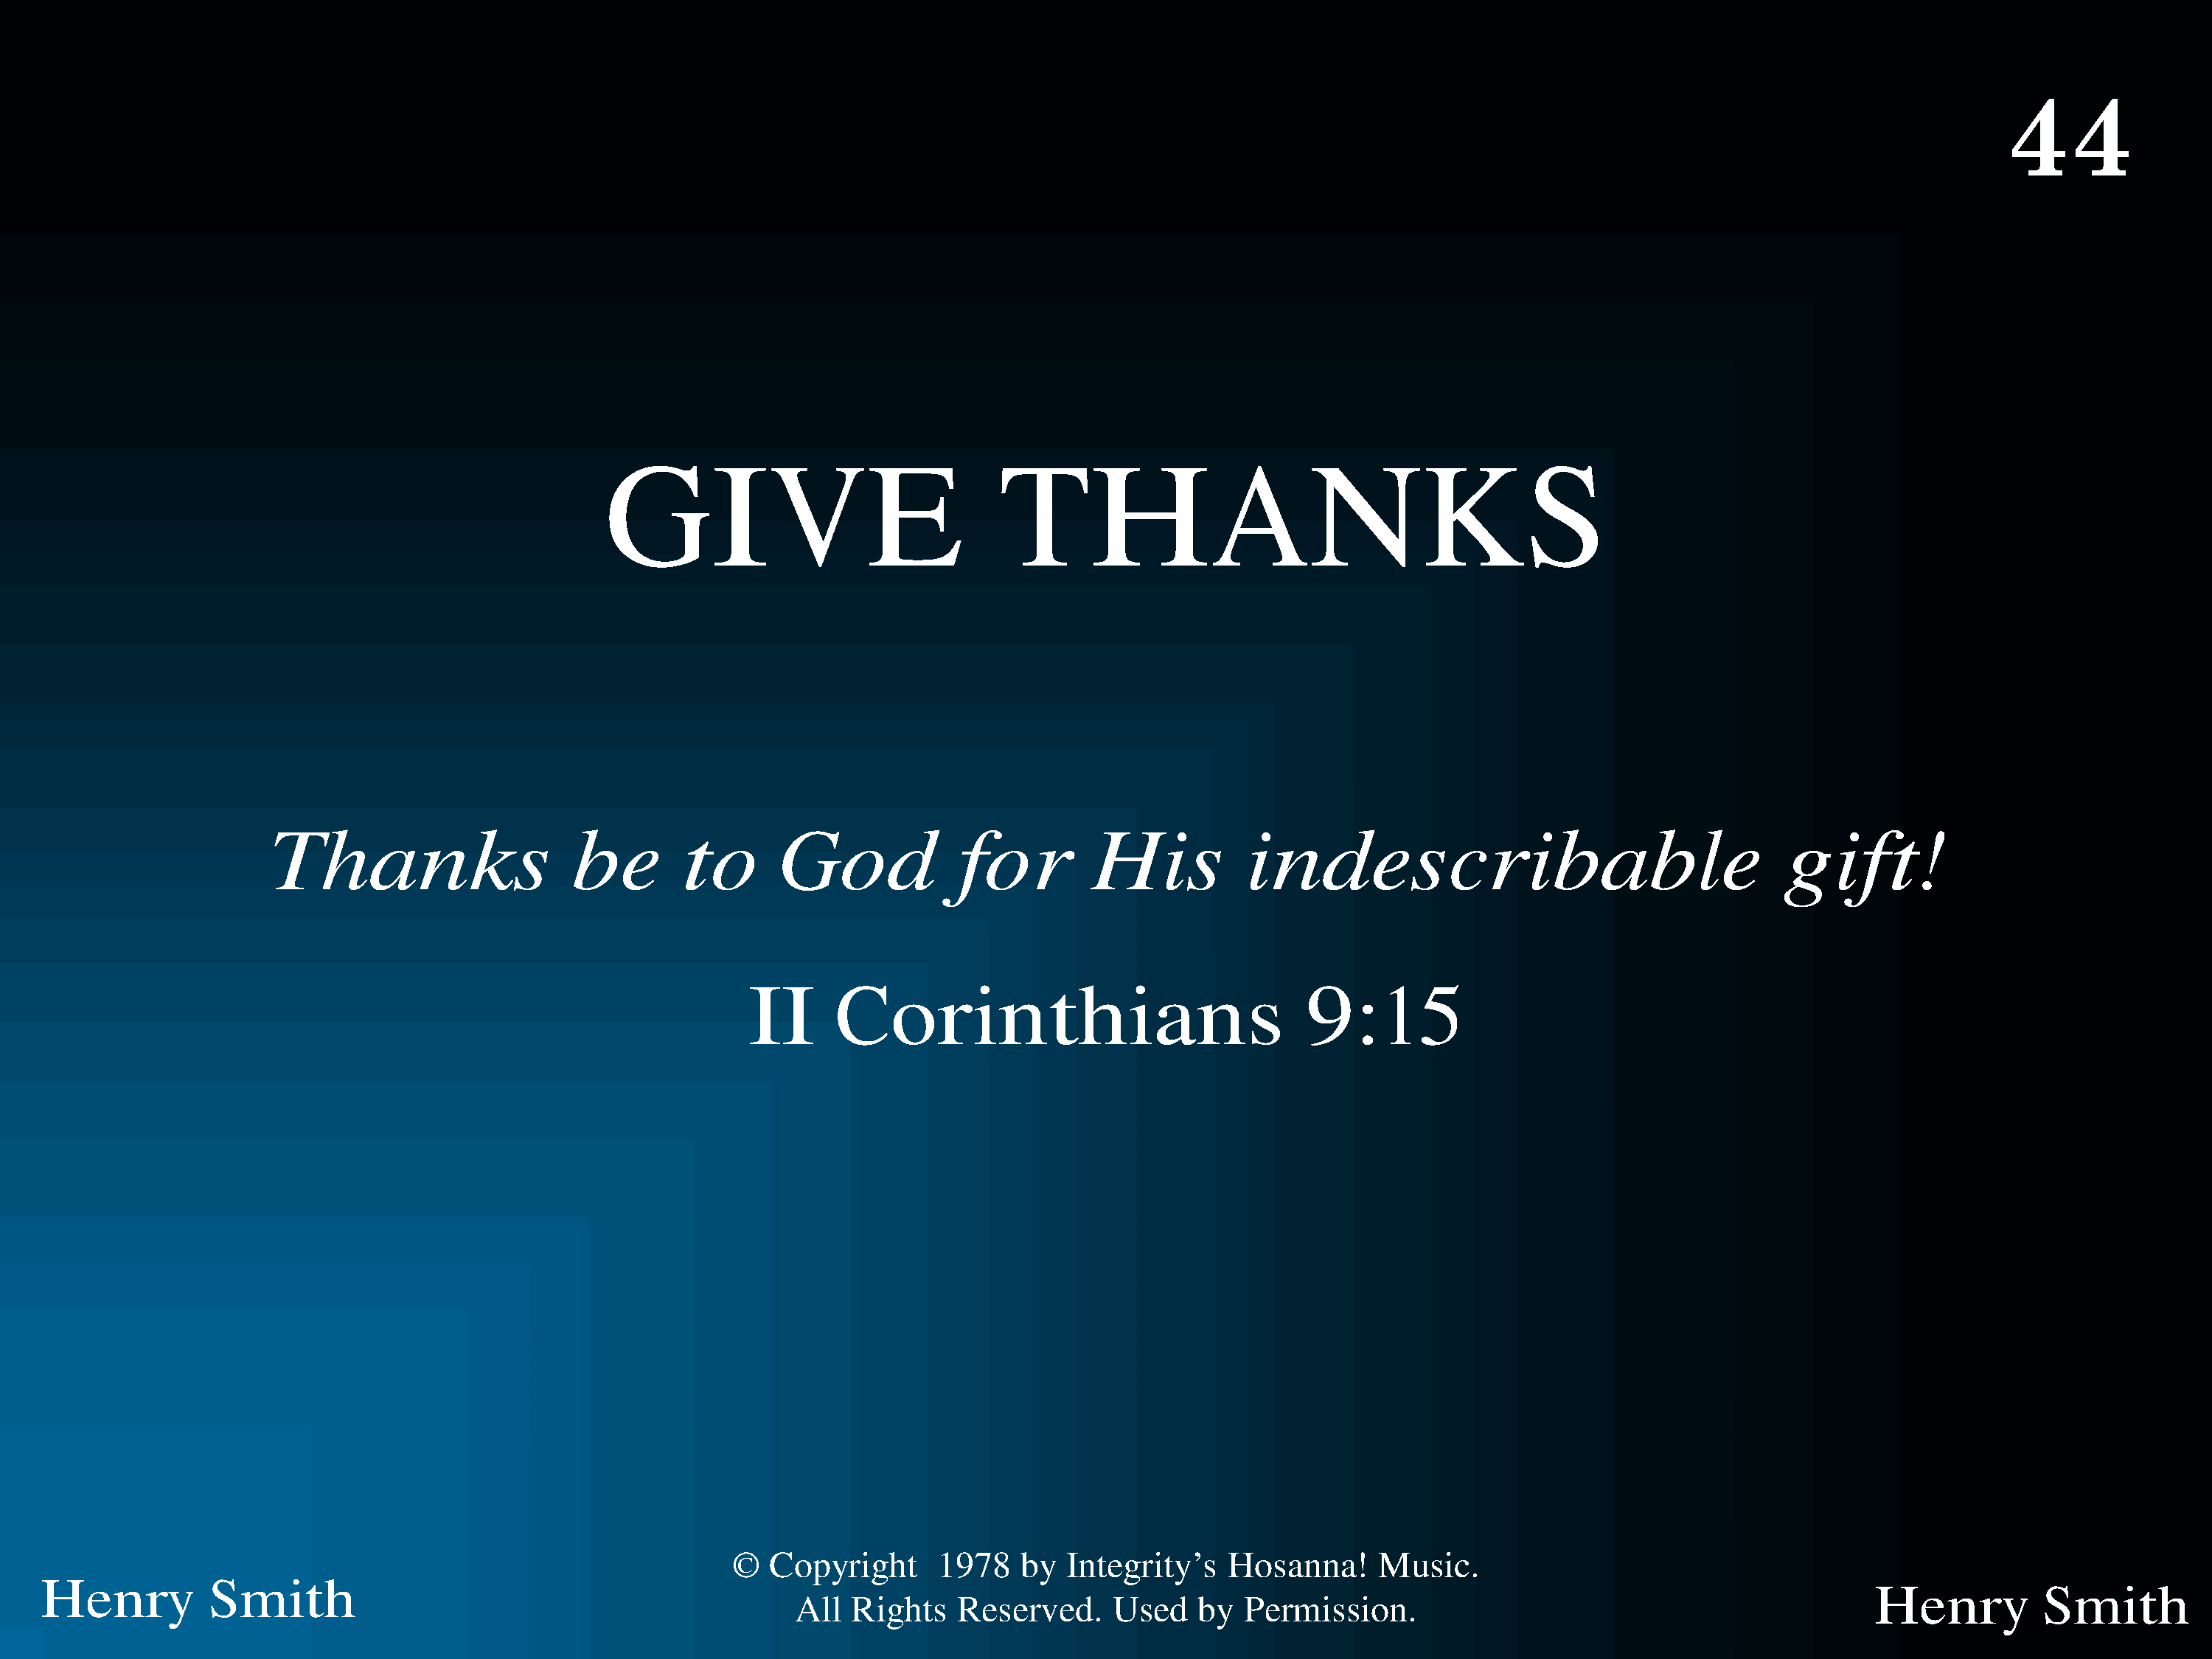 44
GIVE THANKS
Thanks be to God for His indescribable gift!
II Corinthians 9:15
© Copyright 1978 by Integrity’s Hosanna! Music.
All Rights Reserved. Used by Permission.
Henry Smith
Henry Smith